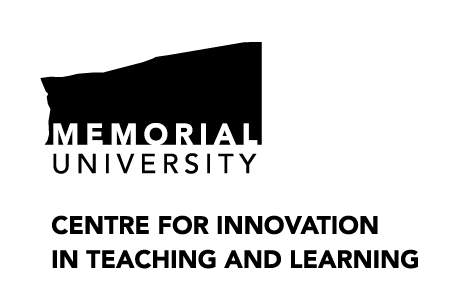 MEMORIAL
UNIVERSITY
CENTRE FOR INNOVATION
IN TEACHING AND LEARNING